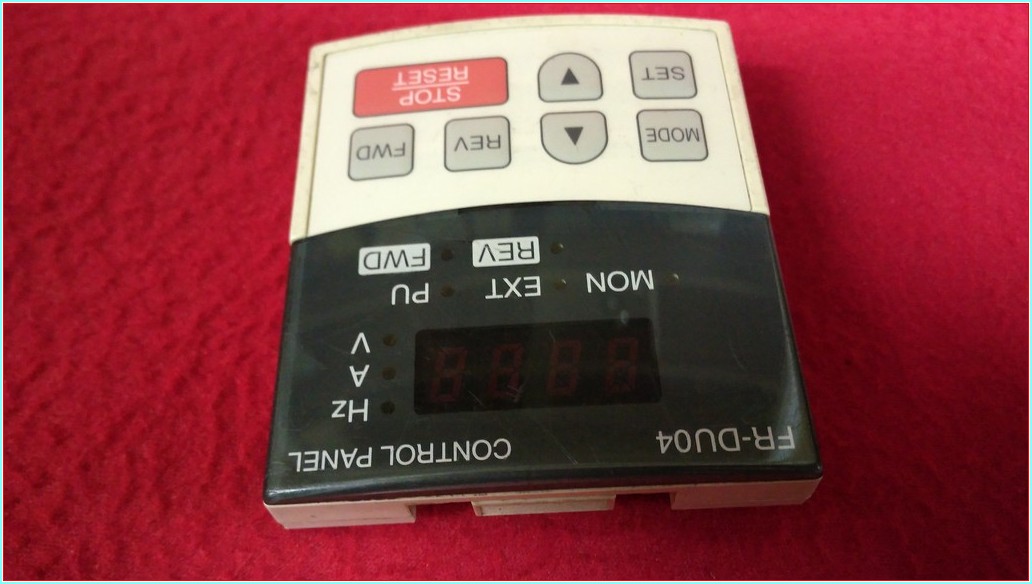 FR-DU04 CONTROL PANEL
Hz
A
V
MON EXT PU
REV FWD
MODE ▲ REV FWD
SET ▼ STOP
RESET